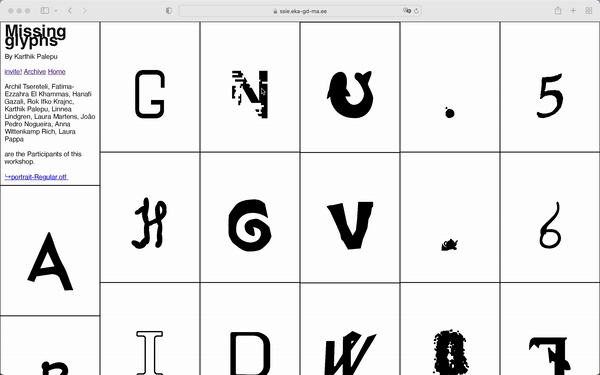 ssie.eka-gd-ma.ee
Missing
glyphs
By Karthik Palepu
invite! Archive Home
Archil Tsereteli, Fatima-
Ezzahra El Khammas, Hanafi
Gazali, Rok Ifko Krajnc,
Karthik Palepu, Linnea
Lindgren, Laura Martens, João
Pedro Nogueira, Anna
Wittenkamp Rich, Laura
Pappa
are the Participants of this
workshop.
↳portrait-Regular.otf
G N U . 5
A
H G V 6
I D W 7